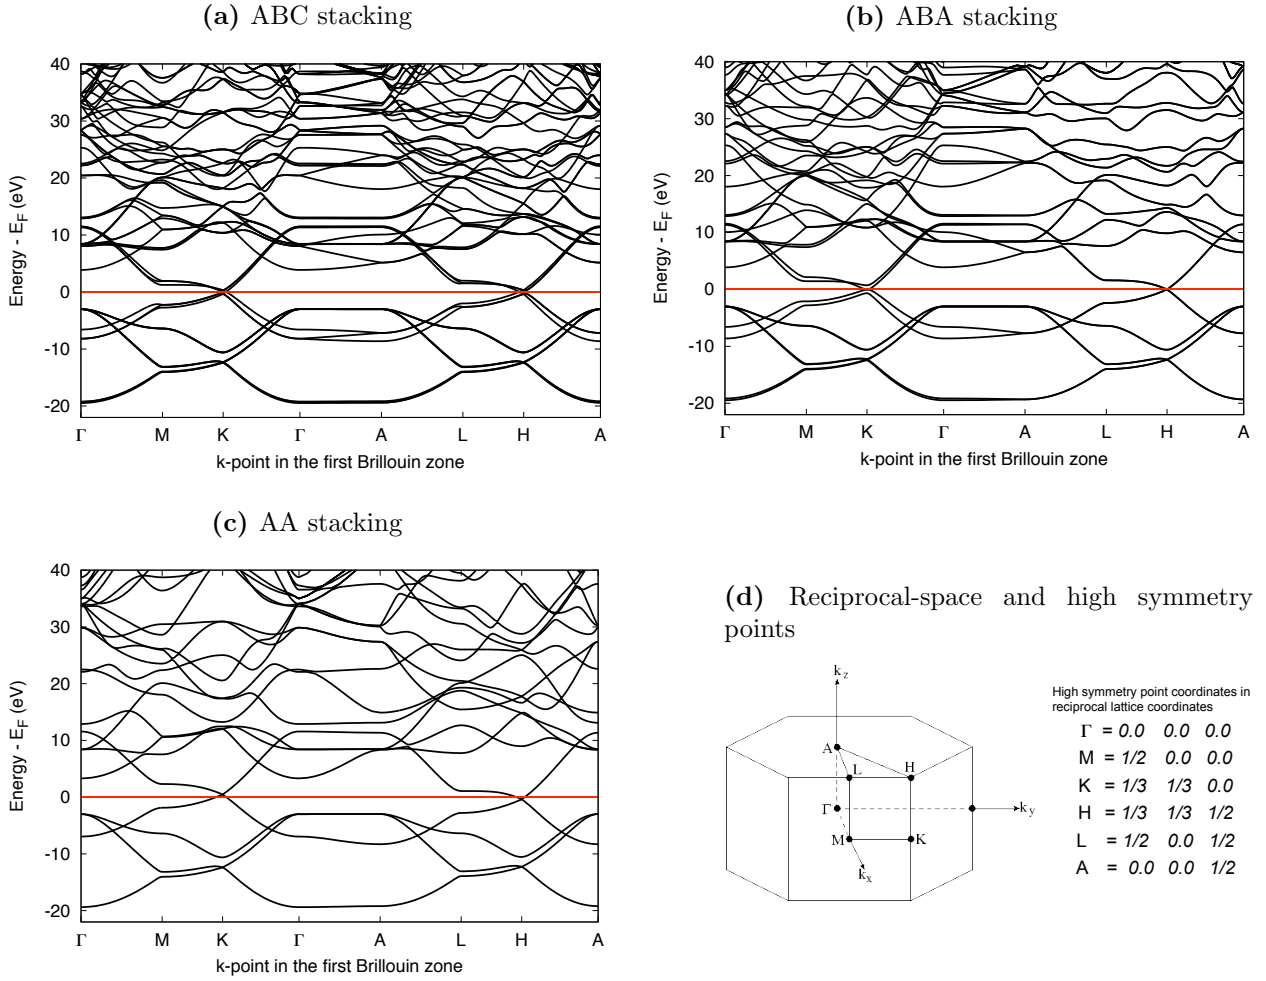 (a) ABC stacking
40
30
20
10
0
-10
-20
Energy - E_F (eV)
Γ M K Γ A L H A
k-point in the first Brillouin zone
(b) ABA stacking
40
30
20
10
0
-10
-20
Energy - E_F (eV)
Γ M K Γ A L H A
k-point in the first Brillouin zone
(c) AA stacking
40
30
20
10
0
-10
-20
Energy - E_F (eV)
Γ M K Γ A L H A
k-point in the first Brillouin zone
(d) Reciprocal-space and high symmetry
points
k_z
A
L
H
Γ
k_y
M
K
k_x
High symmetry point coordinates in
reciprocal lattice coordinates
Γ = 0.0 0.0 0.0
M = 1/2 0.0 0.0
K = 1/3 1/3 0.0
H = 1/3 1/3 1/2
L = 1/2 0.0 1/2
A = 0.0 0.0 1/2